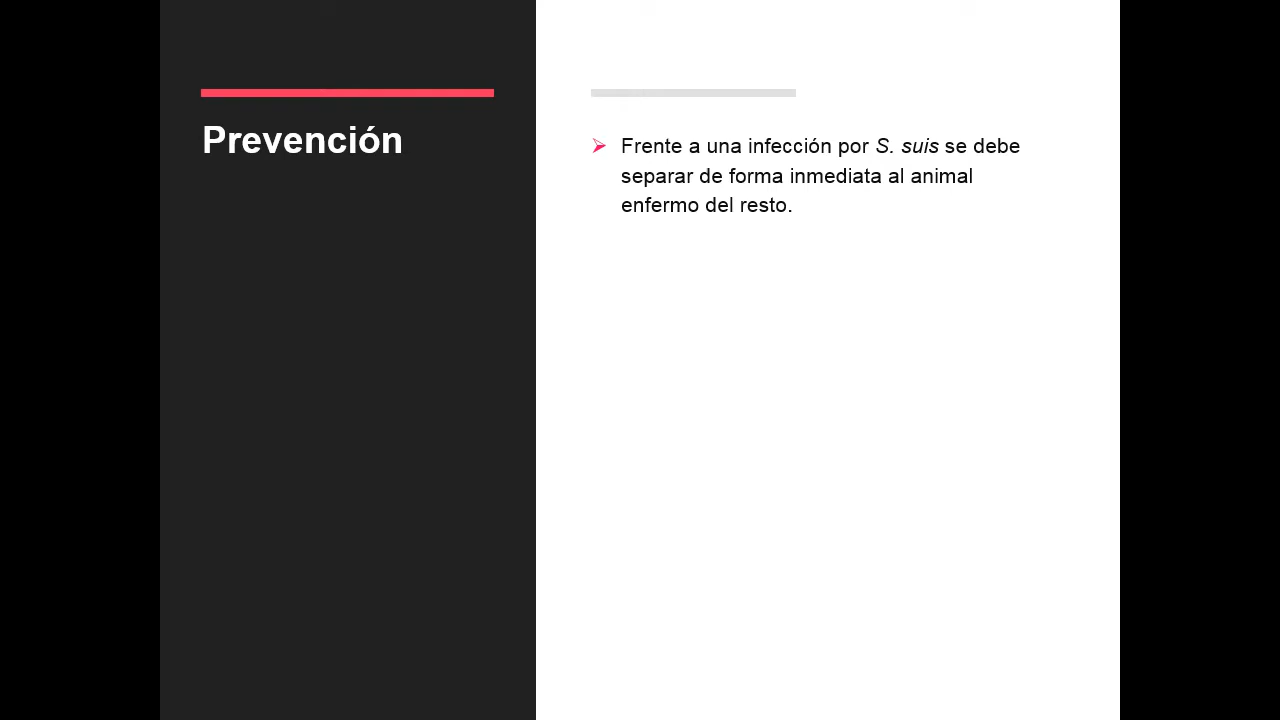 Prevención
Frente a una infección por S. suis se debe
separar de forma inmediata al animal
enfermo del resto.